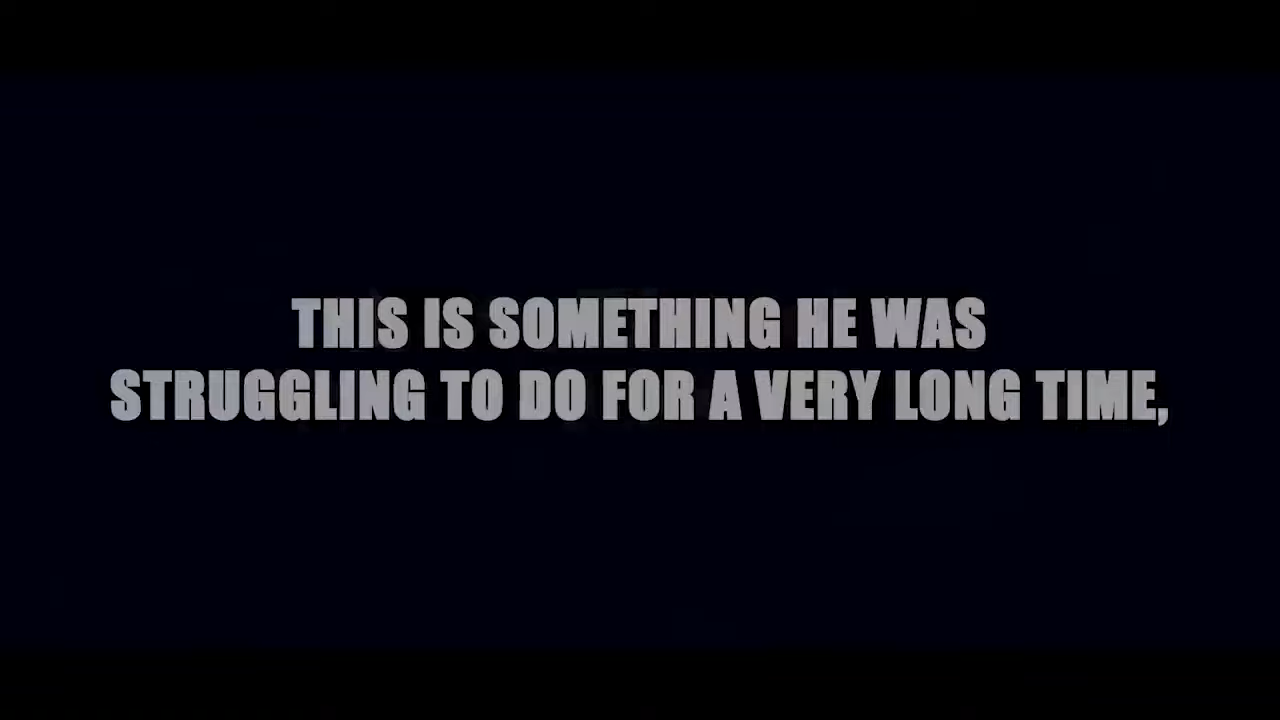 THIS IS SOMETHING HE WAS
STRUGGLING TO DO FOR A VERY LONG TIME,